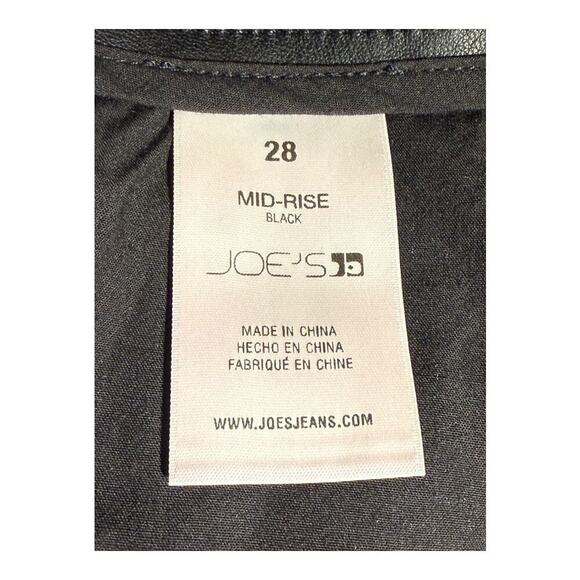 28
MID-RISE
BLACK
JOE'S
MADE IN CHINA
HECHO EN CHINA
FABRIQUÉ EN CHINE
WWW.JOESJEANS.COM